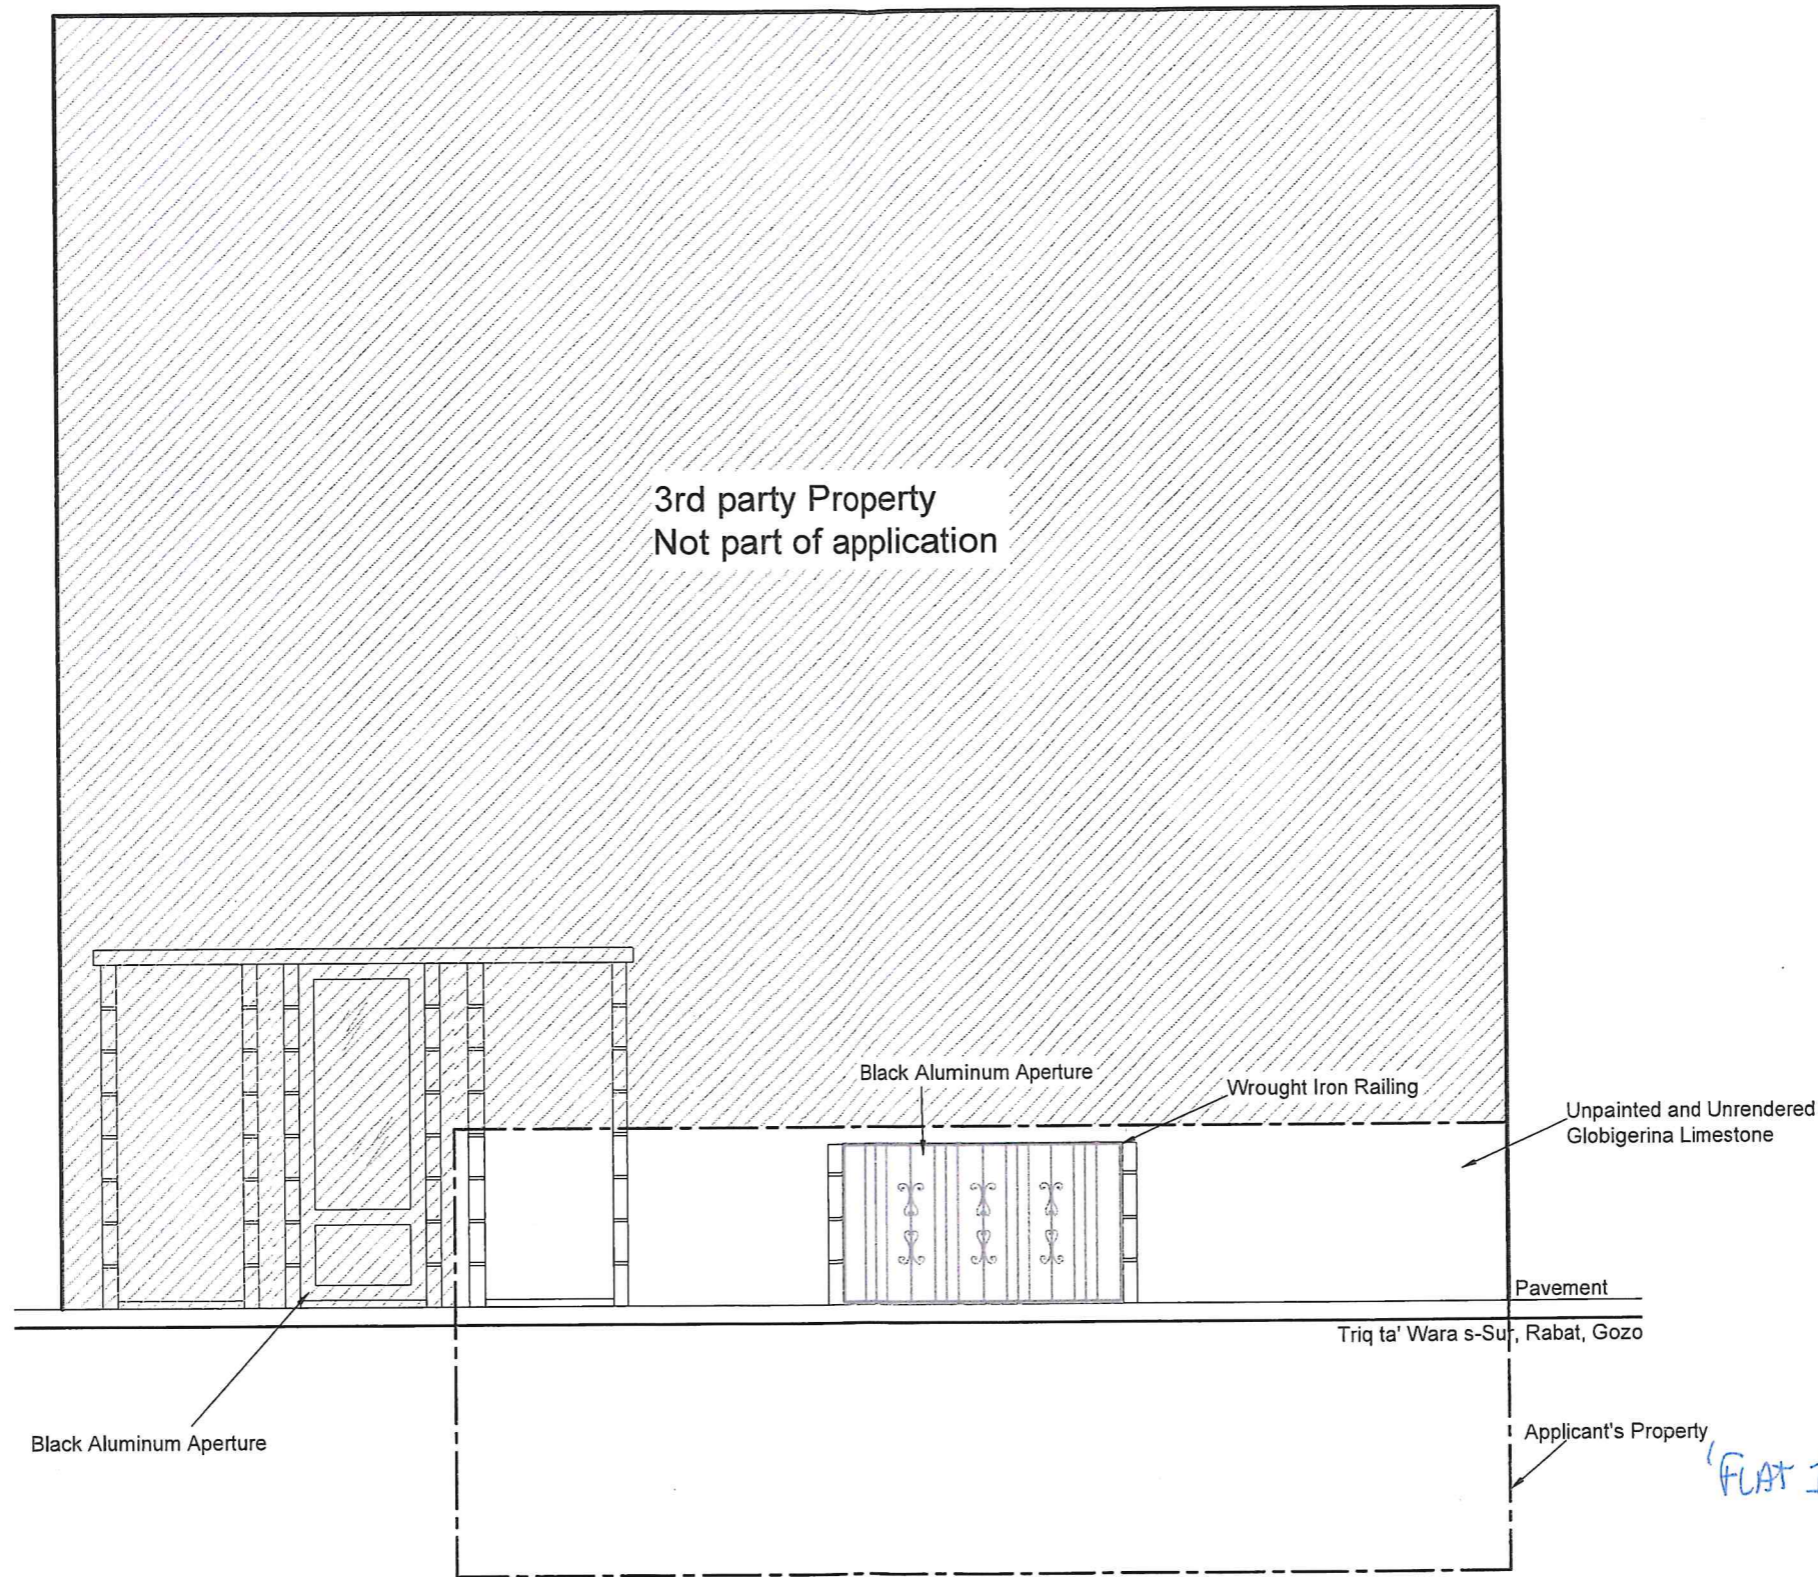 3rd party Property
Not part of application
Black Aluminum Aperture
Wrought Iron Railing
Unpainted and Unrendered
Globigerina Limestone
Pavement
Triq ta' Wara s-Sur, Rabat, Gozo
Black Aluminum Aperture
Applicant's Property
'FLAT